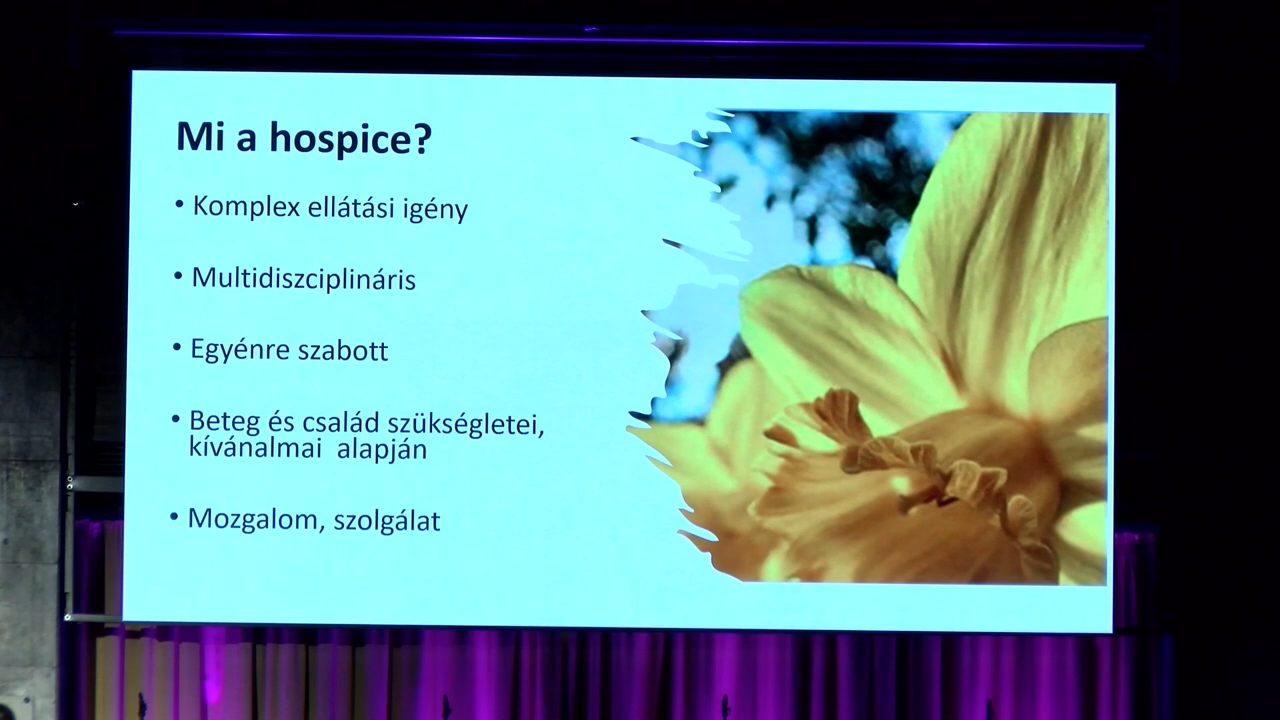 Mi a hospice?
• Komplex ellátási igény
• Multidiszciplináris
• Egyénre szabott
• Beteg és család szükségletei,
kívánalmai alapján
• Mozgalom, szolgálat